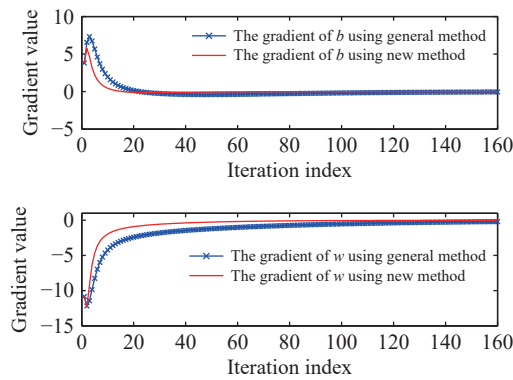 10
5
0
−5
Gradient value
The gradient of b using general method
The gradient of b using new method
0 20 40 60 80 100 120 140 160
Iteration index
0
−5
−10
−15
Gradient value
The gradient of w using general method
The gradient of w using new method
0 20 40 60 80 100 120 140 160
Iteration index